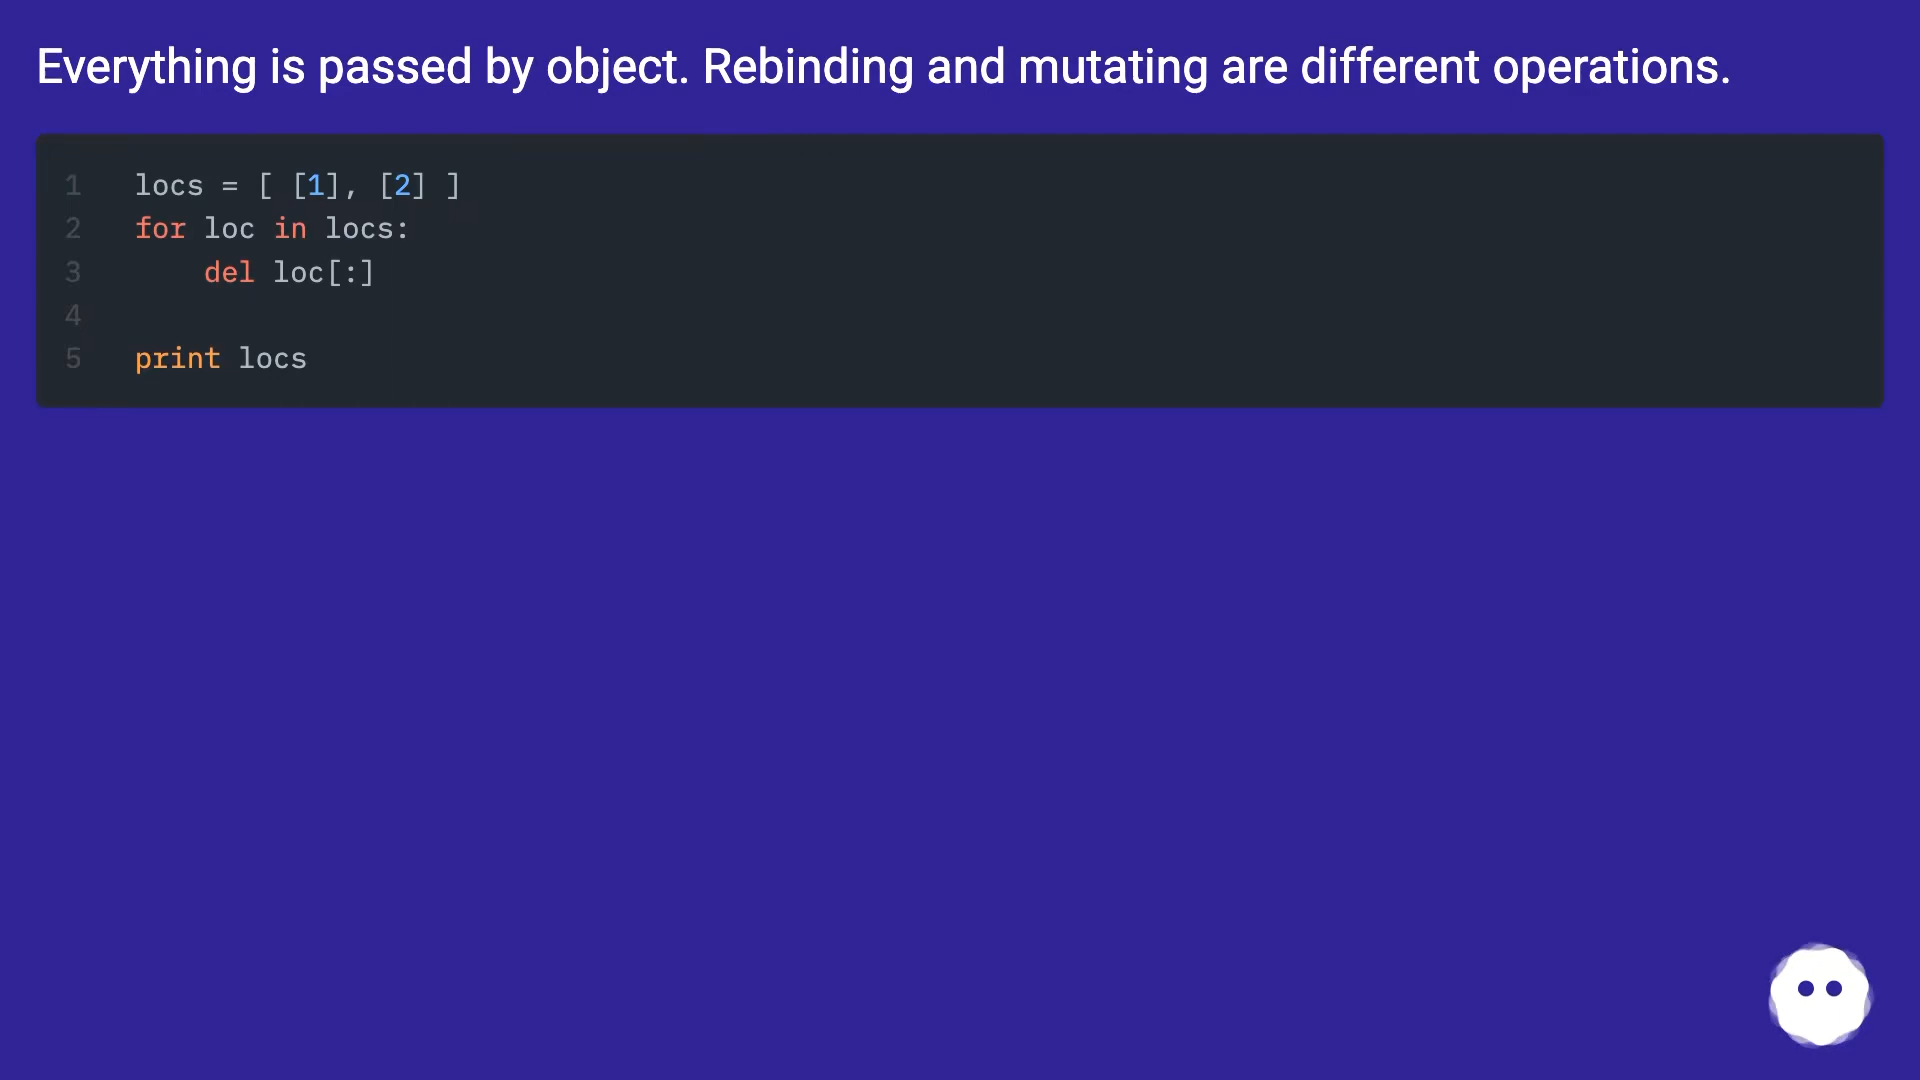 Everything is passed by object. Rebinding and mutating are different operations.
1 locs = [ [1], [2] ]
2 for loc in locs:
3     del loc[:]
4
5 print locs